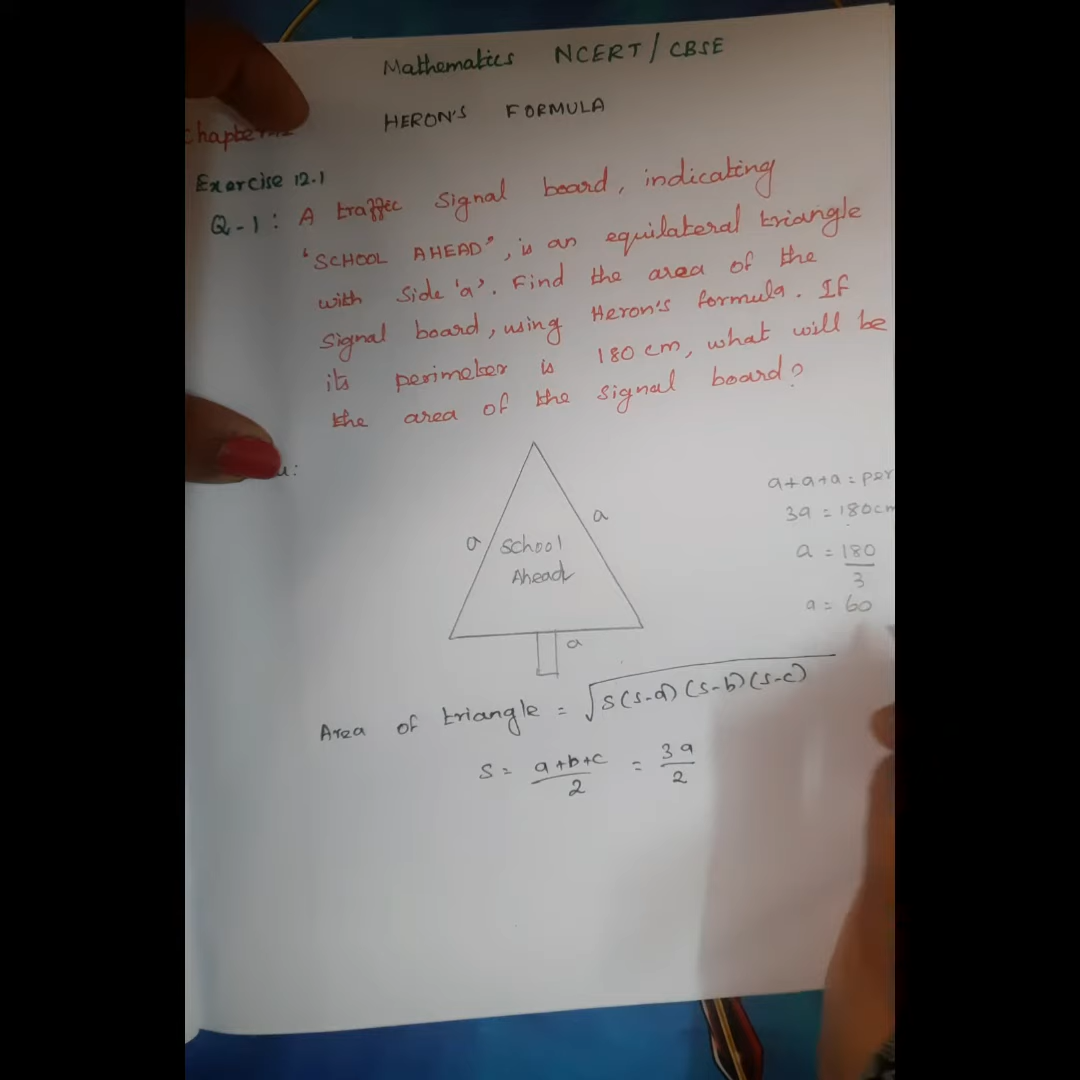 Mathematics NCERT / CBSE
HERON'S FORMULA
Exercise 12.1
Q-1: A traffic signal board, indicating
'SCHOOL AHEAD', is an equilateral triangle
with side 'a'. Find the area of the
signal board, using Heron's formula. If
its perimeter is 180 cm, what will be
the area of the signal board?
a
a
School
Ahead
a
a+a+a = per
3a = 180cm
a = 180/3
a = 60
Area of triangle = √s(s-a)(s-b)(s-c)
s = a+b+c/2 = 3a/2